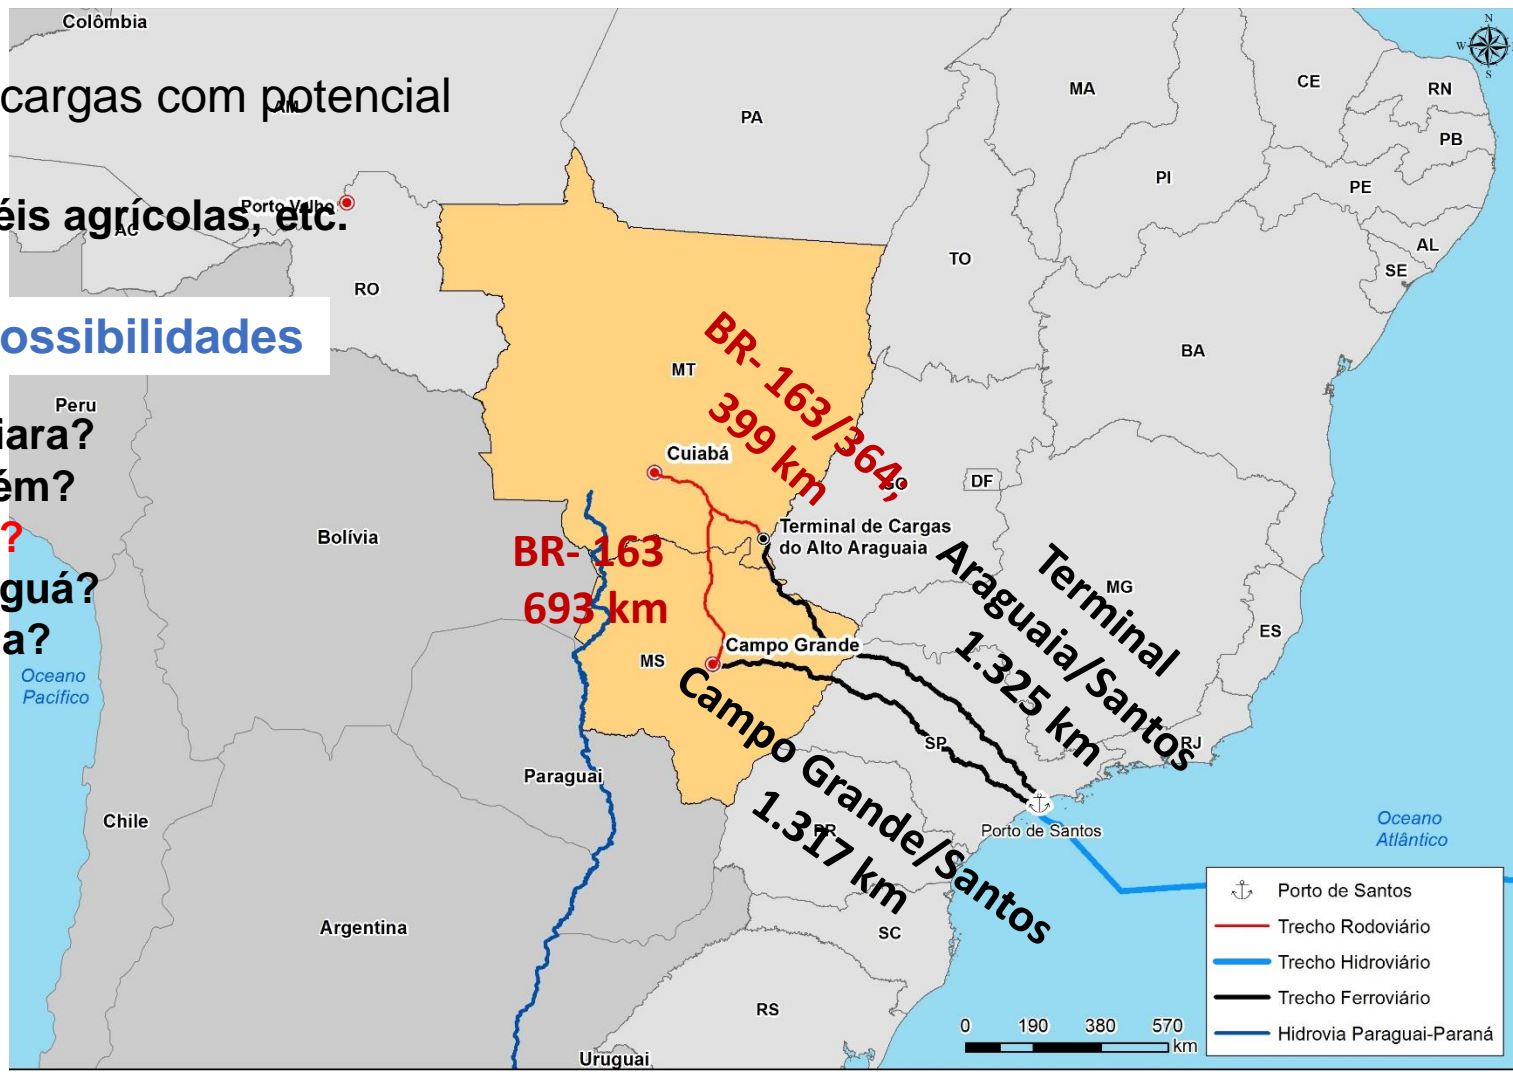 Colômbia
N
W
S
cargas com potencial
AM
PA
MA
CE
RN
PB
PI
PE
éis agrícolas, etc.
Porto Velho
AC
AL
SE
TO
RO
ossibilidades
BR- 163/364;
399 km
BA
MT
Peru
iara?
ém?
?
guá?
a?
Cuiabá
GO
DF
Bolívia
Terminal de Cargas
do Alto Araguaia
BR- 163
693 km
Terminal
Araguaia/Santos
1.325 km
MG
ES
Campo Grande
MS
Oceano
Pacífico
Campo Grande/Santos
1.317 km
SP
RJ
Paraguai
Chile
PR
Porto de Santos
Oceano
Atlântico
Argentina
SC
RS
Uruguai
Porto de Santos
Trecho Rodoviário
Trecho Hidroviário
Trecho Ferroviário
Hidrovia Paraguai-Paraná
0 190 380 570
km